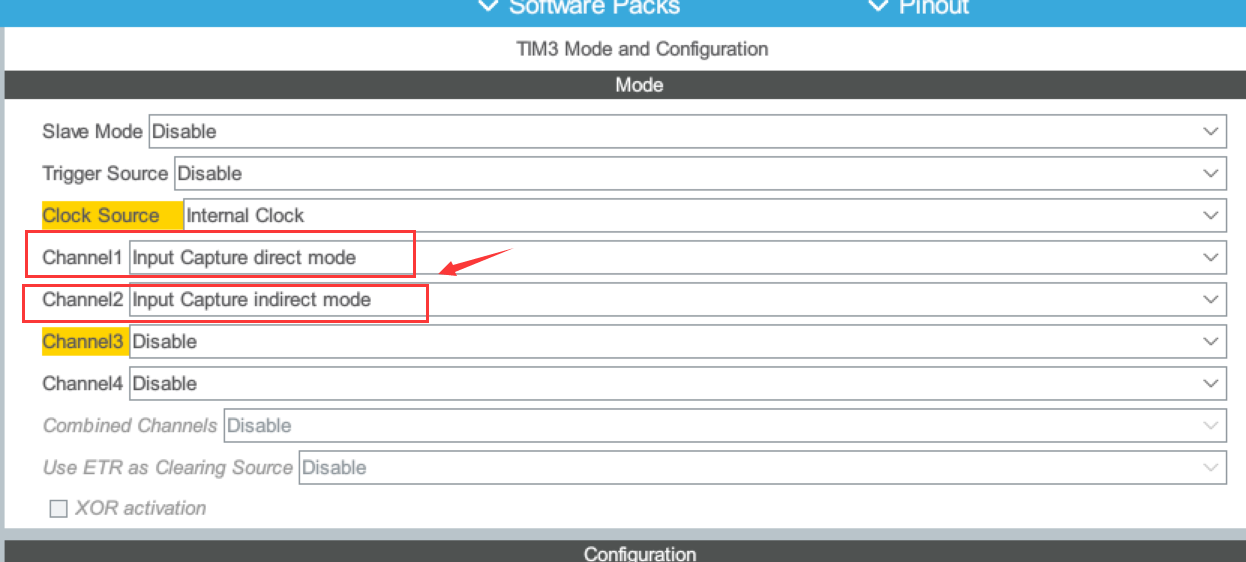 Software Packs Pinout
TIM3 Mode and Configuration
Mode
Slave Mode Disable
Trigger Source Disable
Clock Source Internal Clock
Channel1 Input Capture direct mode
Channel2 Input Capture indirect mode
Channel3 Disable
Channel4 Disable
Combined Channels Disable
Use ETR as Clearing Source Disable
XOR activation
Configuration